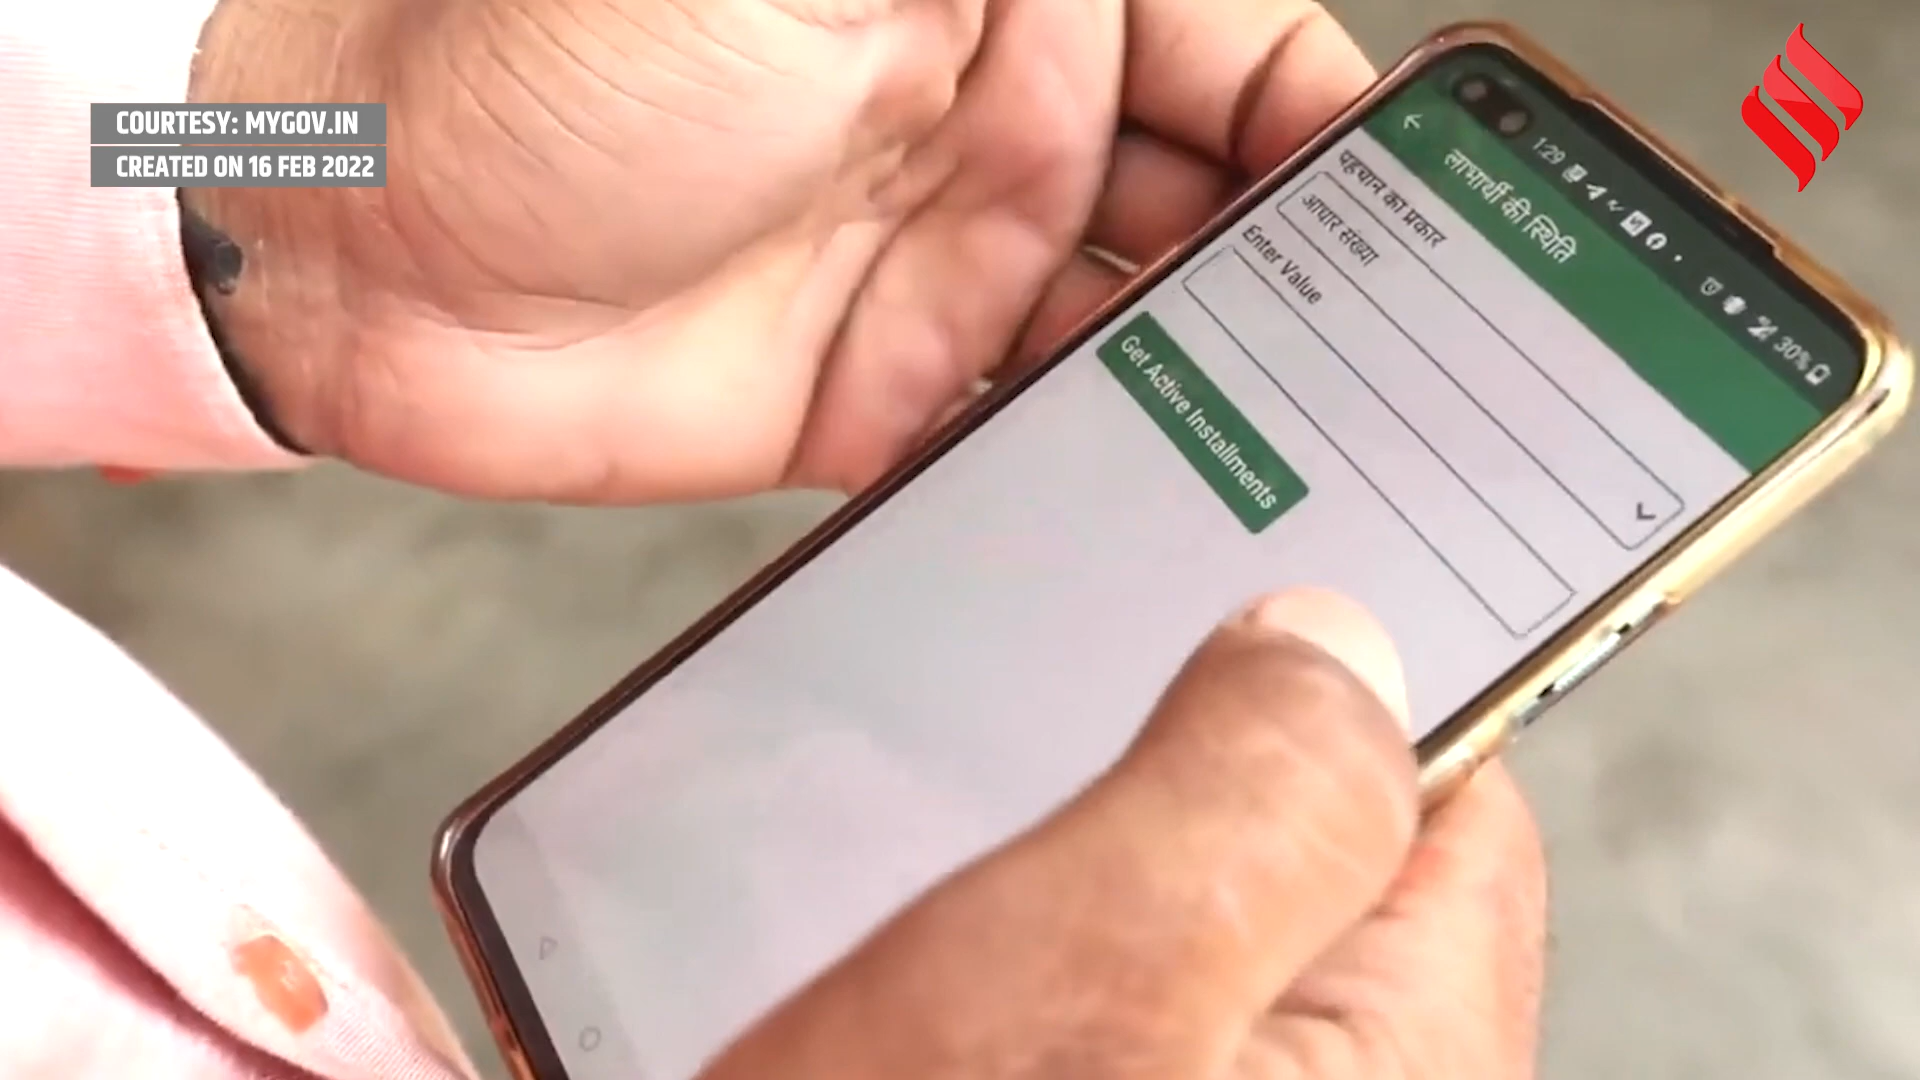 COURTESY: MYGOV.IN
CREATED ON 16 FEB 2022
1:29
30%
लाभार्थी की स्थिति
पहचान का प्रकार
आधार संख्या
Enter Value
Get Active Installments